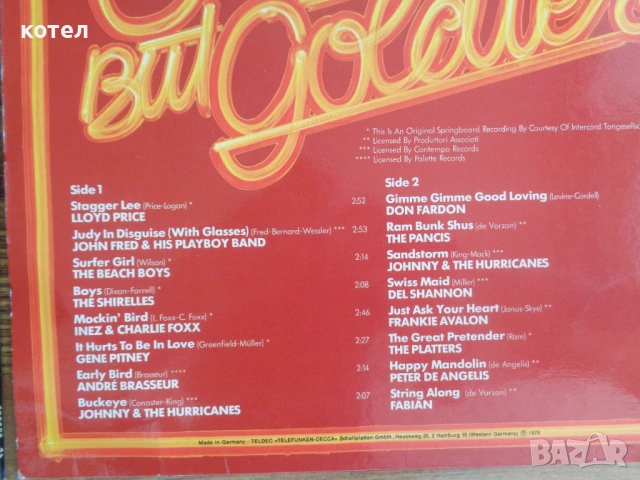 котел
But Goldie
* This Is An Original Springboard Recording By Courtesy Of Intercord Tongesellsc
** Licensed By Produttori Associati
*** Licensed By Contempo Records
**** Licensed By Palette Records
Side 1
Stagger Lee (Price-Logan) * 2:52
LLOYD PRICE
Judy In Disguise (With Glasses) (Fred-Bernard-Wessler) *** 2:53
JOHN FRED & HIS PLAYBOY BAND
Surfer Girl (Wilson) * 2:14
THE BEACH BOYS
Boys (Dixon-Farrell) * 2:08
THE SHIRELLES
Mockin' Bird (I. Foxx-C. Foxx) * 2:46
INEZ & CHARLIE FOXX
It Hurts To Be In Love (Greenfield-Müller) * 2:27
GENE PITNEY
Early Bird (Brasseur) **** 2:14
ANDRÉ BRASSEUR
Buckeye (Conaster-King) *** 2:07
JOHNNY & THE HURRICANES
Side 2
Gimme Gimme Good Loving (Levine-Cordell)
DON FARDON
Ram Bunk Shus (de Vorzon) **
THE PANCIS
Sandstorm (King-Mack) ***
JOHNNY & THE HURRICANES
Swiss Maid (Miller) ***
DEL SHANNON
Just Ask Your Heart (Janus-Skye) **
FRANKIE AVALON
The Great Pretender (Ram) *
THE PLATTERS
Happy Mandolin (de Angelis) **
PETER DE ANGELIS
String Along (de Vorzon) **
FABIAN
Made in Germany - TELDEC »TELEFUNKEN-DECCA« Schallplatten-GmbH, Heussweg 25, 2 Hamburg 19 (Western Germany) Ⓟ 1979
bazar